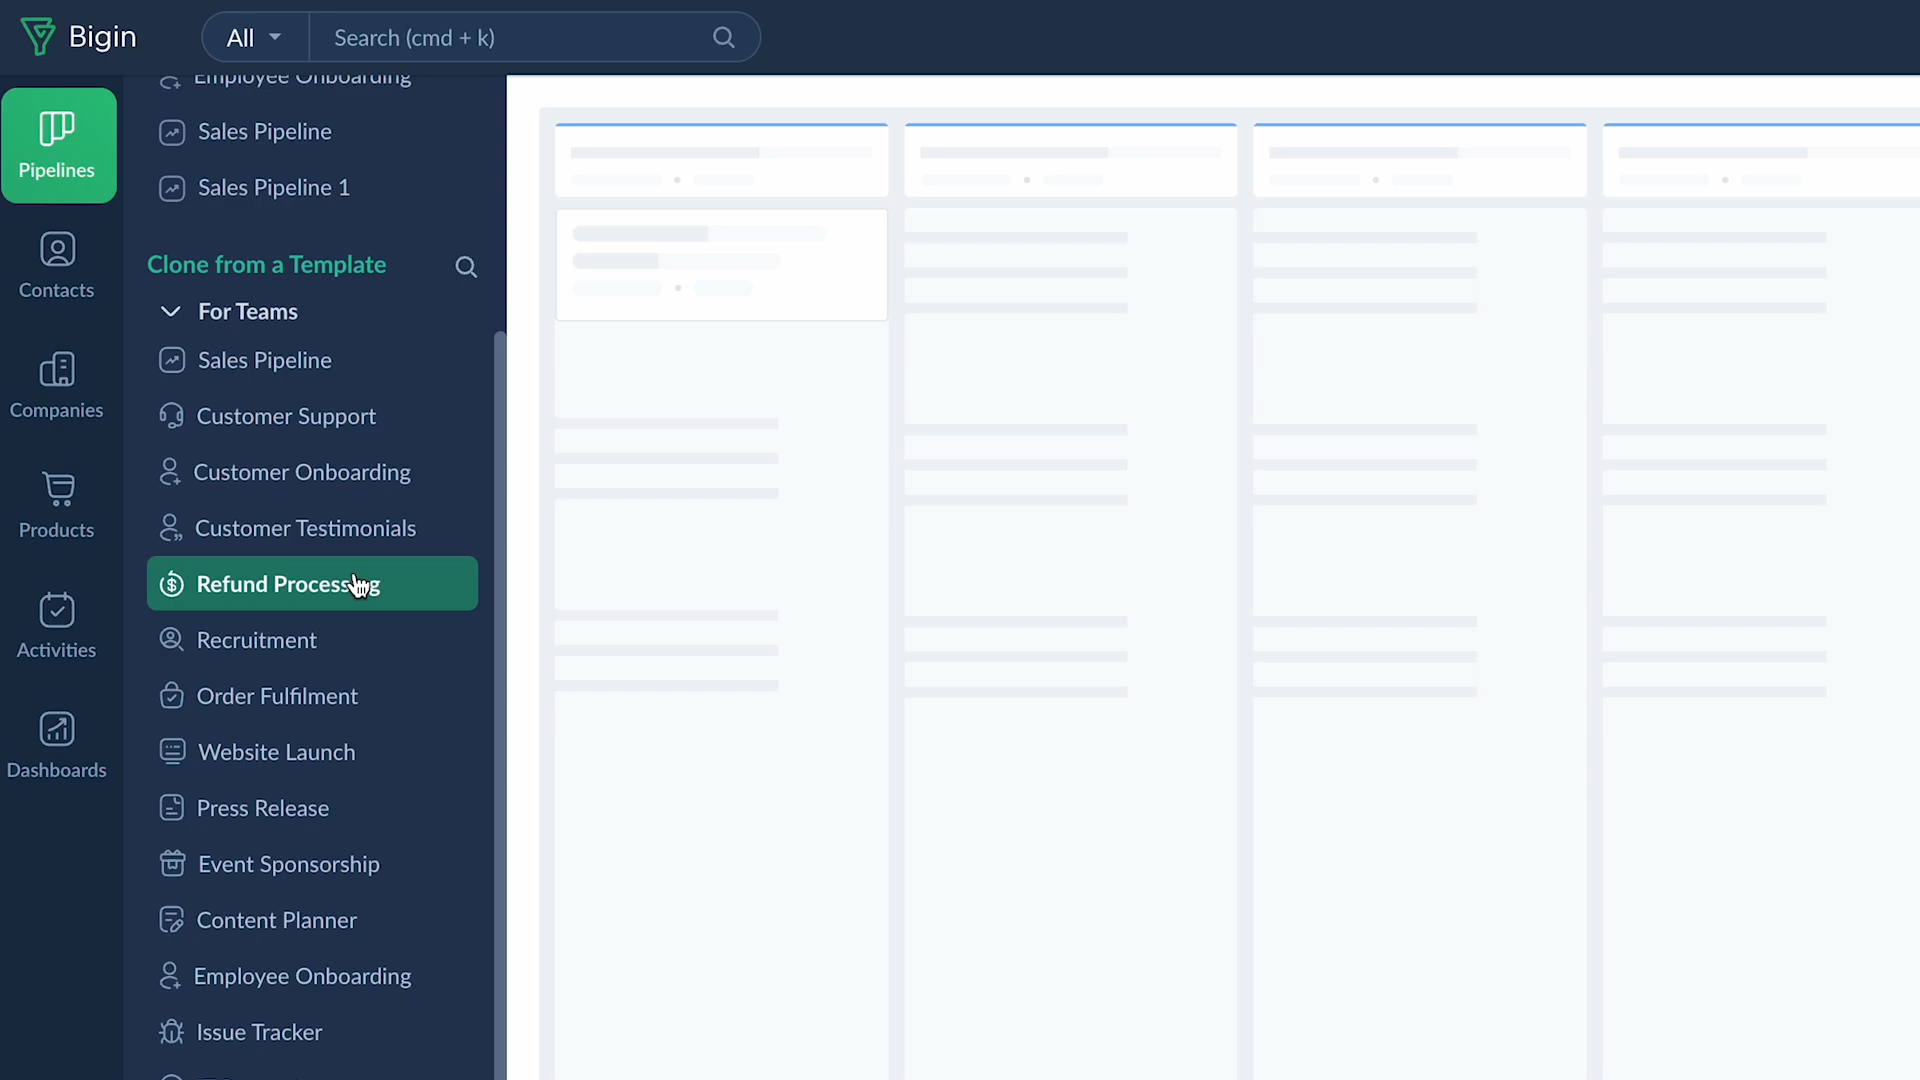 Bigin
All
Search (cmd + k)
Employee Onboarding
Sales Pipeline
Sales Pipeline 1
Pipelines
Contacts
Companies
Products
Activities
Dashboards
Clone from a Template
For Teams
Sales Pipeline
Customer Support
Customer Onboarding
Customer Testimonials
Refund Processing
Recruitment
Order Fulfilment
Website Launch
Press Release
Event Sponsorship
Content Planner
Employee Onboarding
Issue Tracker